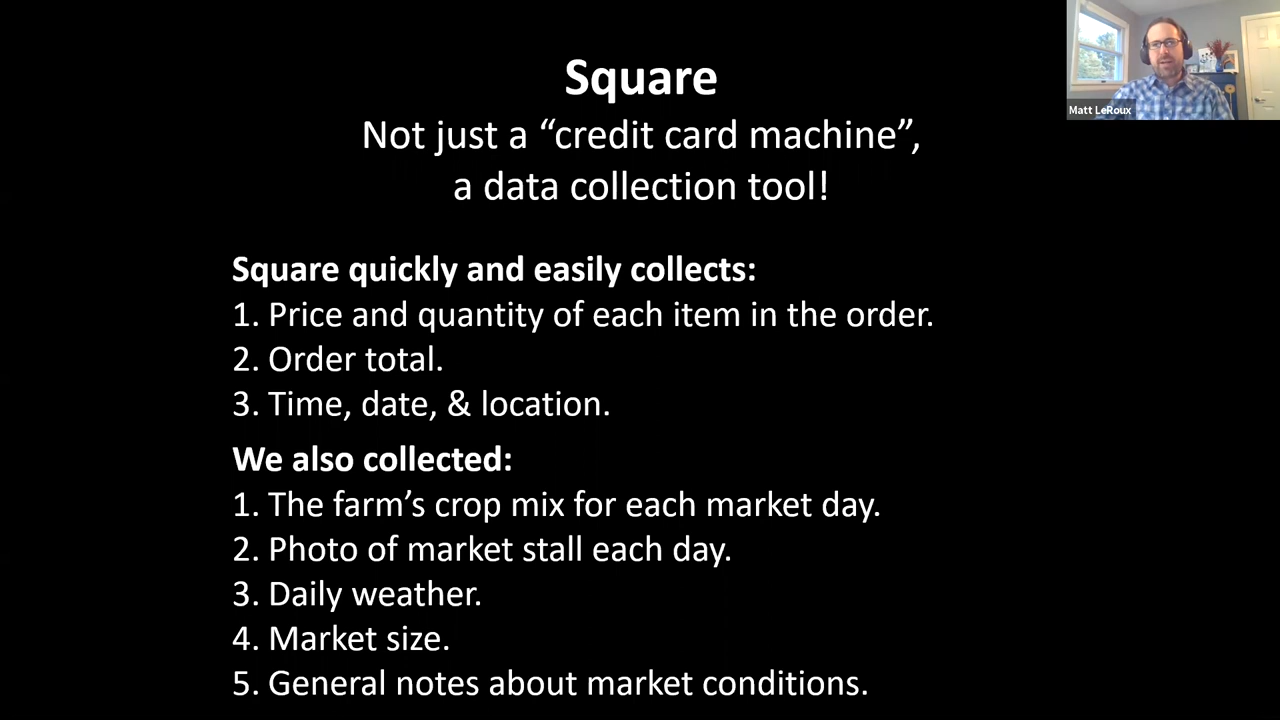 Square
Not just a “credit card machine”,
a data collection tool!
Matt LeRoux
Square quickly and easily collects:
1. Price and quantity of each item in the order.
2. Order total.
3. Time, date, & location.
We also collected:
1. The farm’s crop mix for each market day.
2. Photo of market stall each day.
3. Daily weather.
4. Market size.
5. General notes about market conditions.